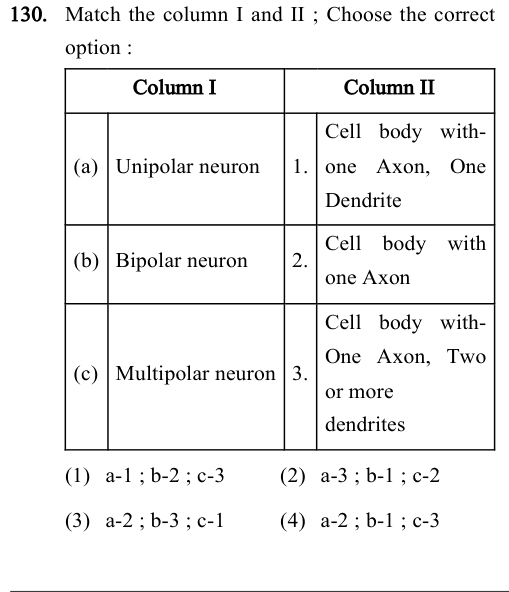 130. Match the column I and II ; Choose the correct
option :
Column I Column II
Cell body with-
(a) Unipolar neuron 1. one Axon, One
Dendrite
Cell body with
(b) Bipolar neuron 2.
one Axon
Cell body with-
One Axon, Two
(c) Multipolar neuron 3.
or more
dendrites
(1) a-1 ; b-2 ; c-3 (2) a-3 ; b-1 ; c-2
(3) a-2 ; b-3 ; c-1 (4) a-2 ; b-1 ; c-3